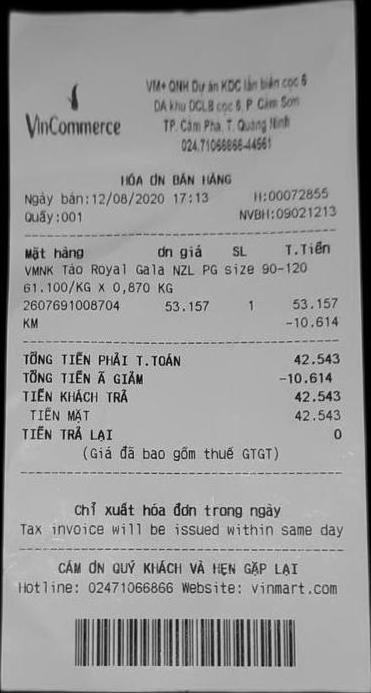 VinCommerce
VM+ QNH Dự án KDC lấn biển cọc 6
DA khu DCLB cọc 6, P. Cẩm Sơn
TP. Cẩm Phả, T. Quảng Ninh
024.71066866-44561
HÓA ƠN BÁN HÀNG
Ngày bán:12/08/2020 17:13 H:00072855
Quầy:001 NVBH:09021213
Mặt hàng ơn giá SL T.Tiền
VMNK Táo Royal Gala NZL PG size 90-120
61.100/KG X 0,870 KG
2607691008704 53.157 1 53.157
KM -10.614
TỔNG TIỀN PHẢI T.TOÁN 42.543
TỔNG TIỀN Ã GIẢM -10.614
TIỀN KHÁCH TRẢ 42.543
TIỀN MẶT 42.543
TIỀN TRẢ LẠI 0
(Giá đã bao gồm thuế GTGT)
Chỉ xuất hóa đơn trong ngày
Tax invoice will be issued within same day
CẢM ƠN QUÝ KHÁCH VÀ HẸN GẶP LẠI
Hotline: 02471066866 Website: vinmart.com